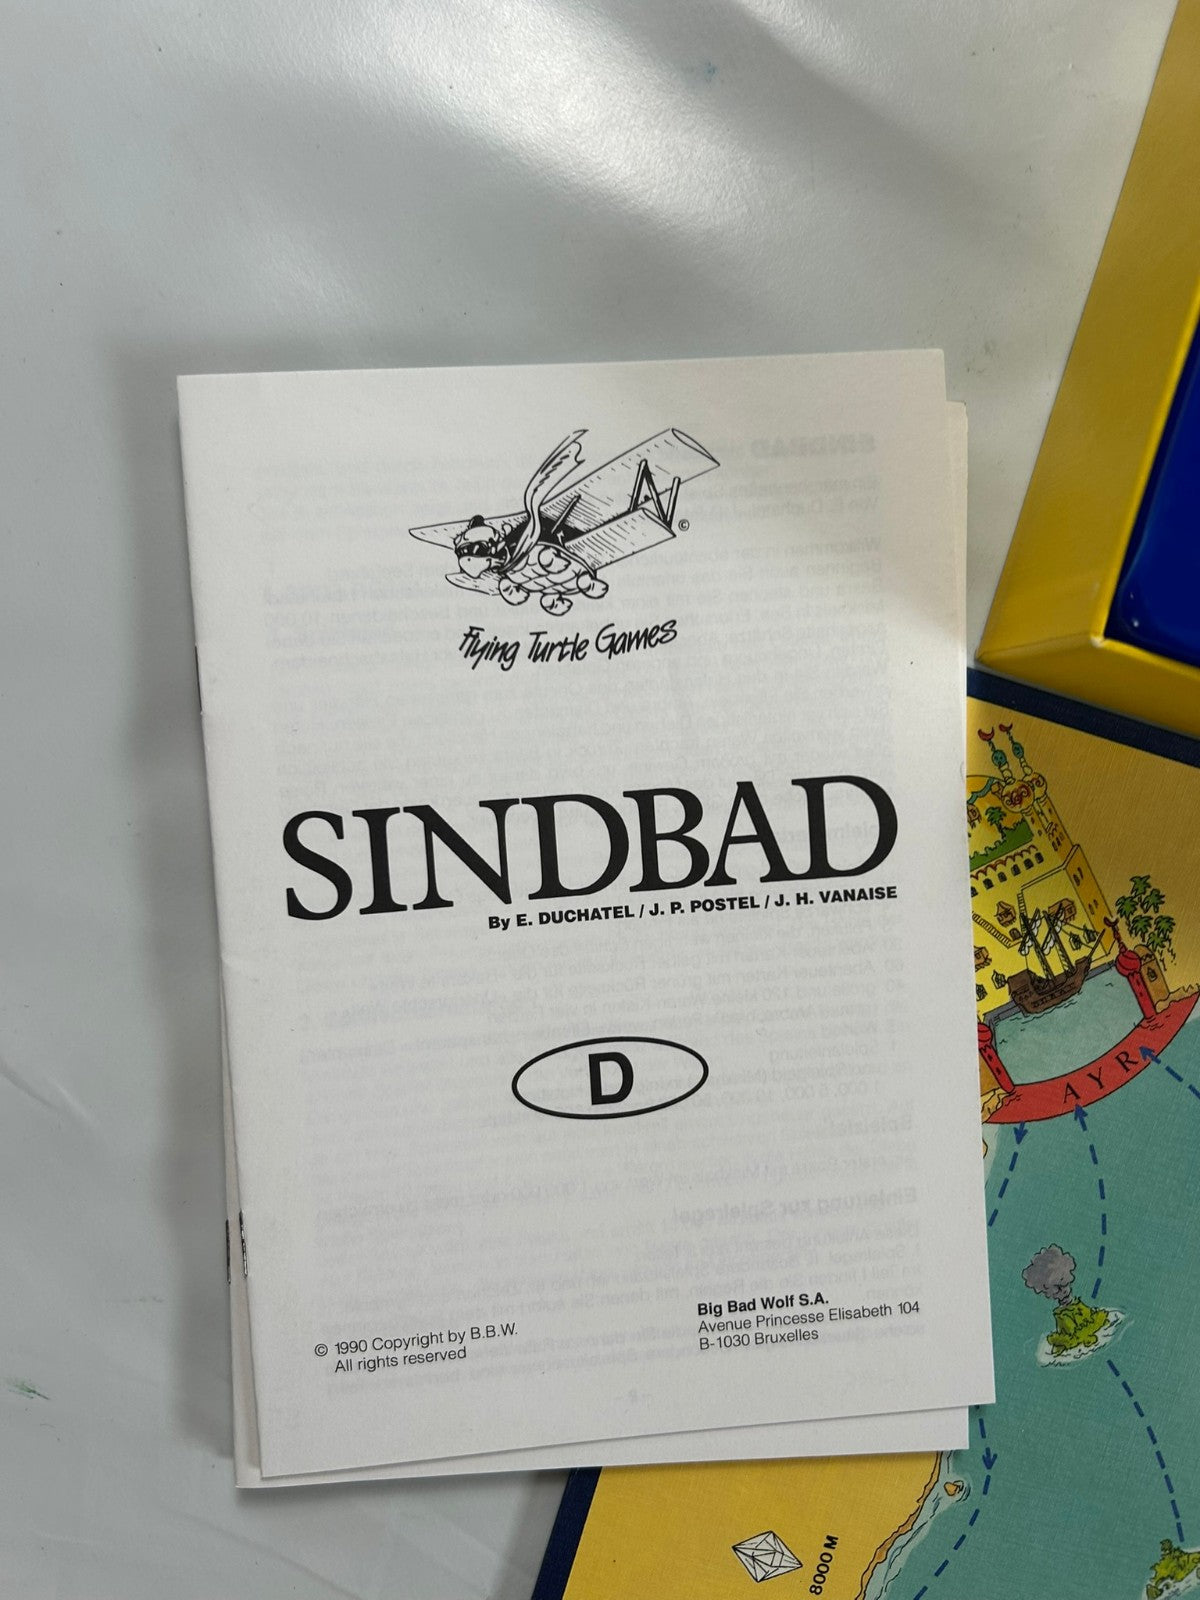 ©
Flying Turtle Games
SINDBAD
By E. DUCHATEL / J. P. POSTEL / J. H. VANAISE
D
© 1990 Copyright by B.B.W.
All rights reserved
Big Bad Wolf S.A.
Avenue Princesse Elisabeth 104
B-1030 Bruxelles
AYR
8000 M